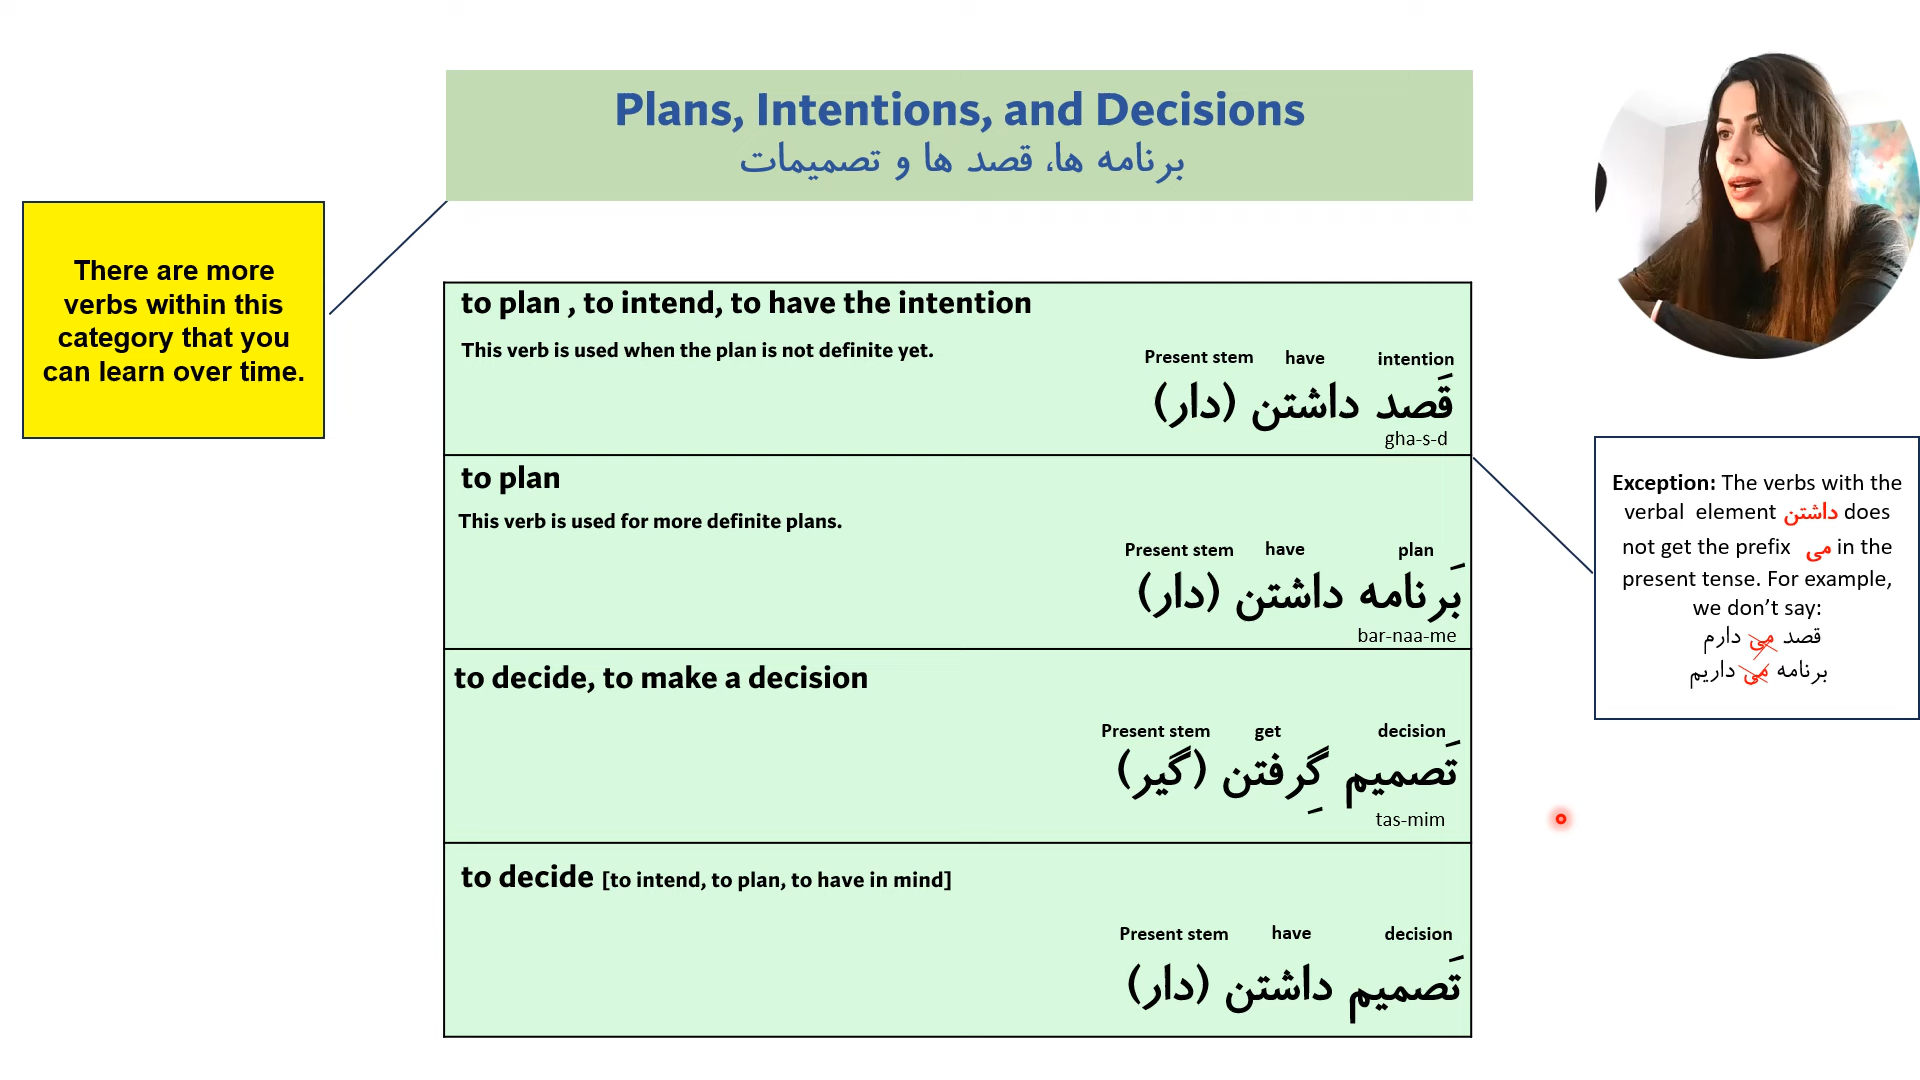 Plans, Intentions, and Decisions
برنامه ها، قصد ها و تصمیمات
There are more
verbs within this
category that you
can learn over time.
to plan , to intend, to have the intention
This verb is used when the plan is not definite yet.
Present stem have intention
قَصد داشتن (دار)
gha-s-d
to plan
This verb is used for more definite plans.
Present stem have plan
بَرنامه داشتن (دار)
bar-naa-me
to decide, to make a decision
Present stem get decision
تَصمیم گِرفتن (گیر)
tas-mim
to decide [to intend, to plan, to have in mind]
Present stem have decision
تَصمیم داشتن (دار)
Exception: The verbs with the
verbal element داشتن does
not get the prefix می in the
present tense. For example,
we don’t say:
قصد می دارم
برنامه می داریم